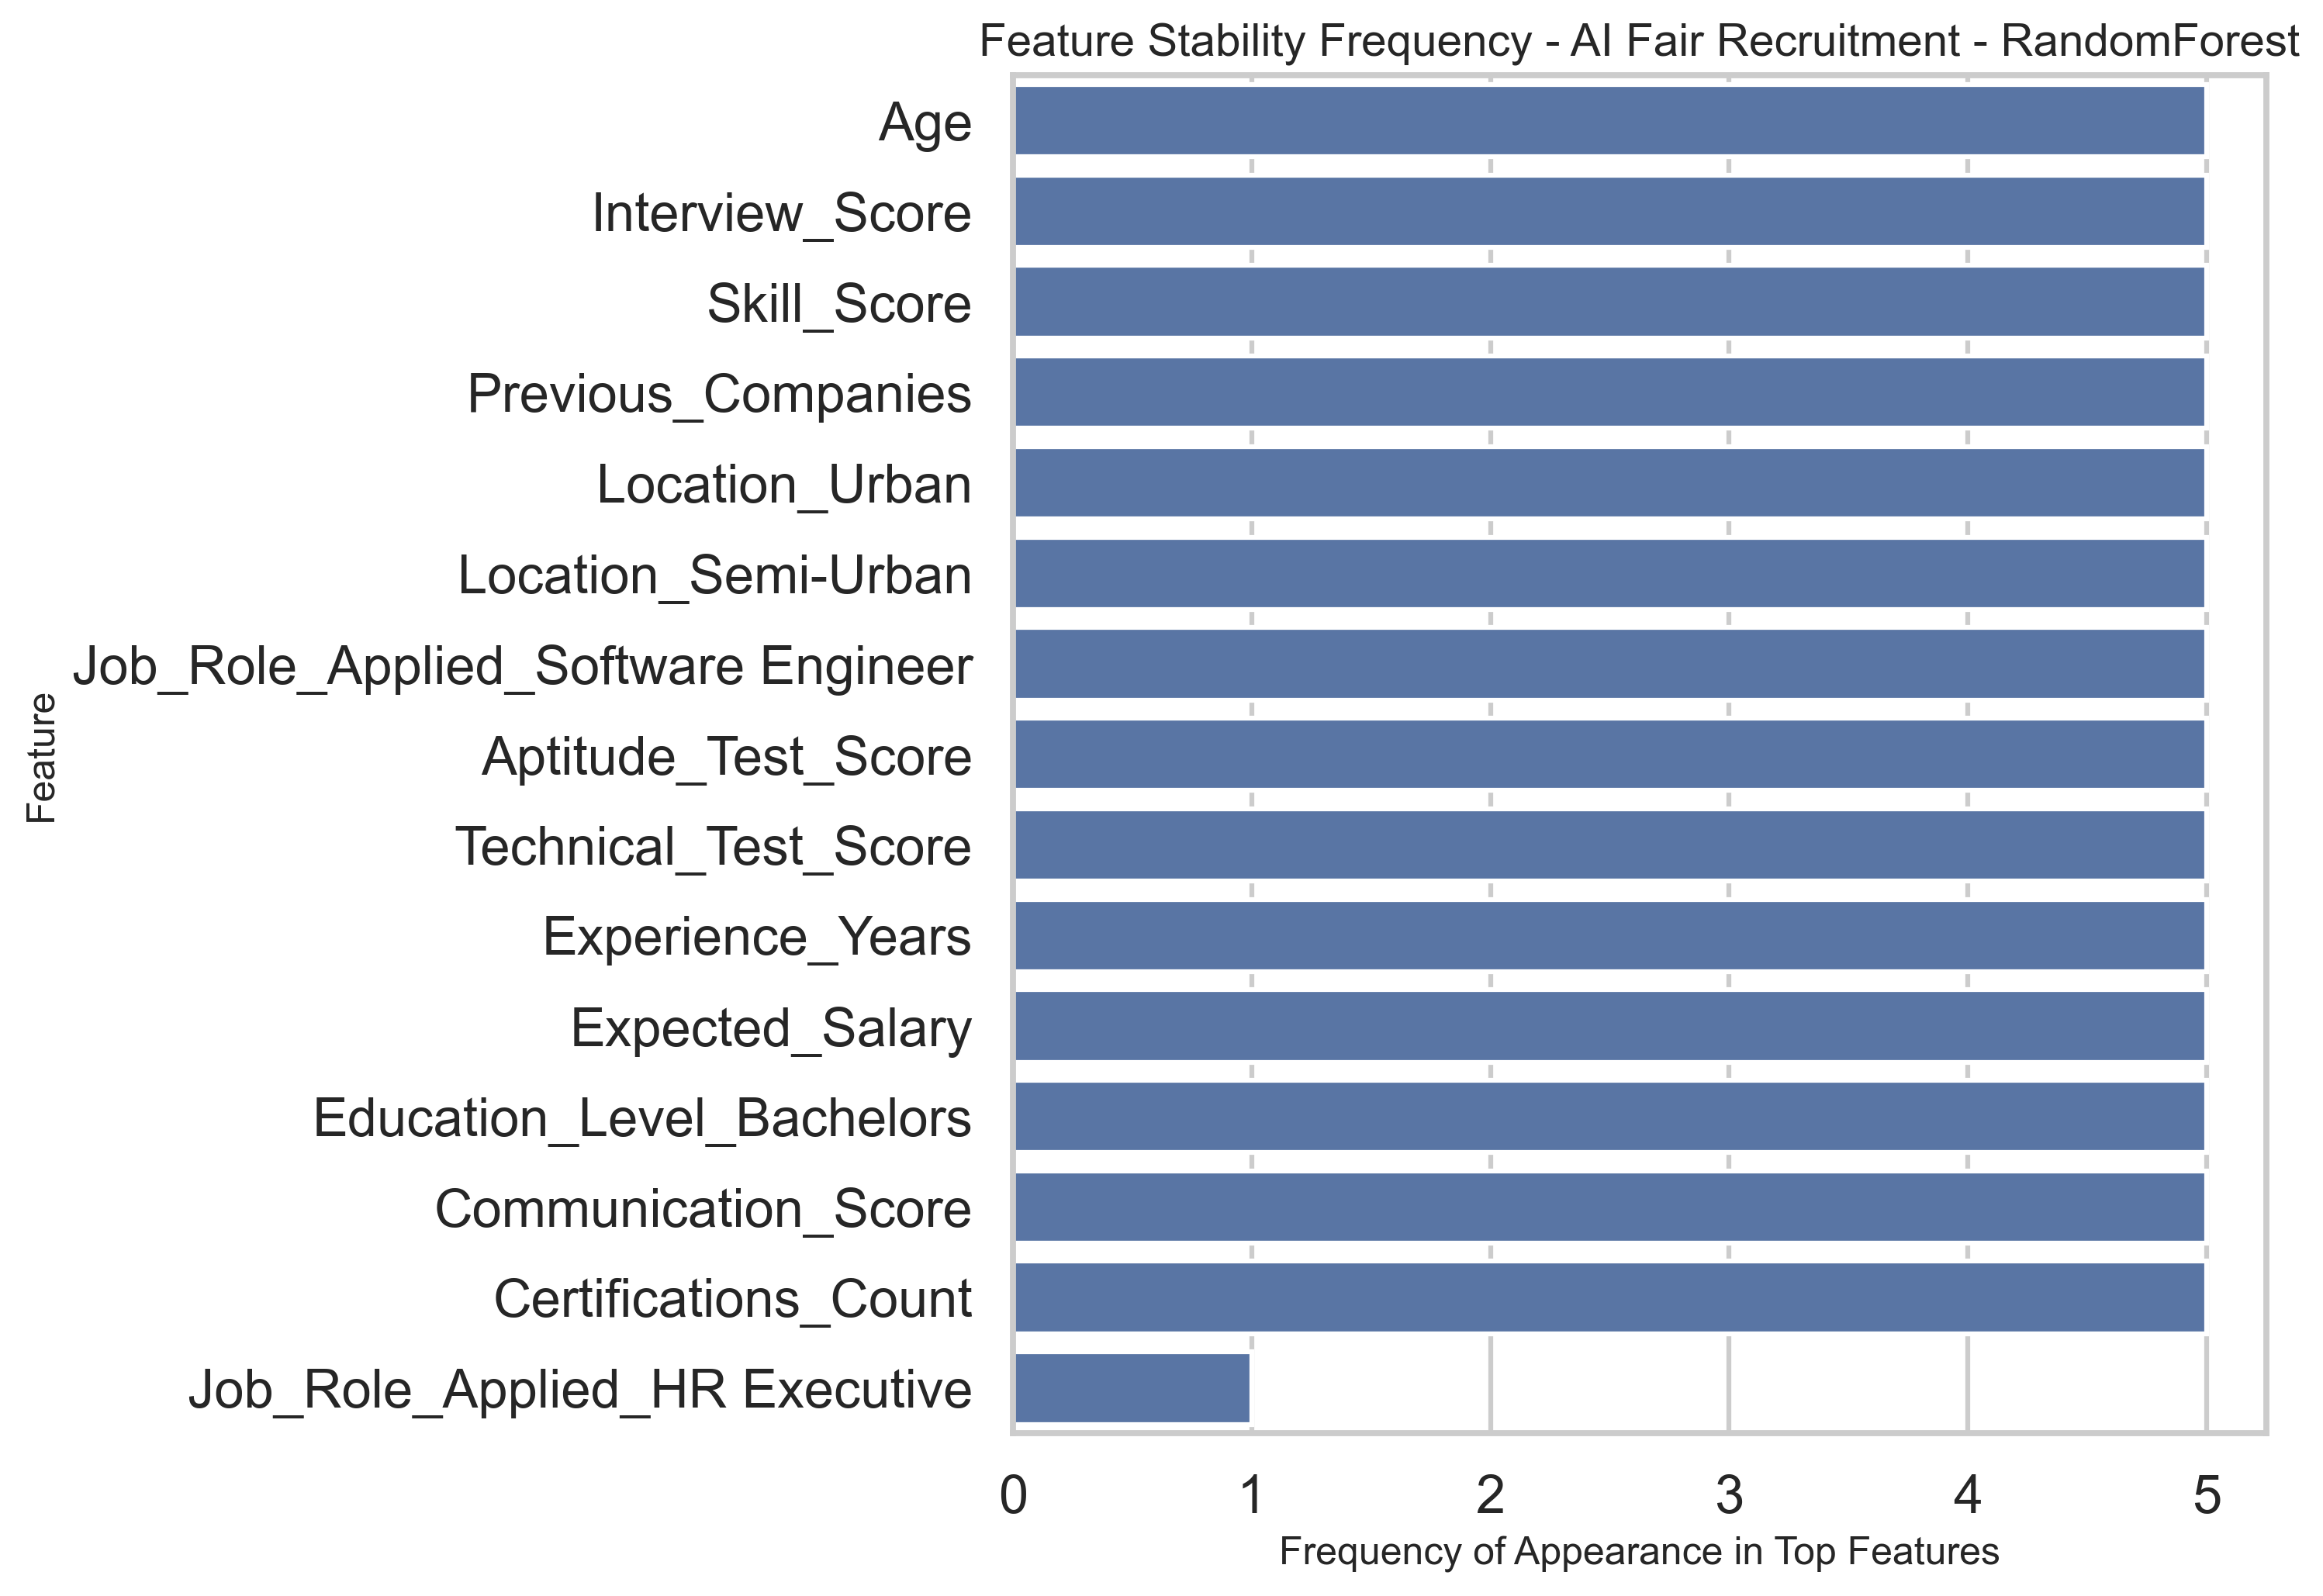 Feature Stability Frequency - AI Fair Recruitment - RandomForest
Age
Interview_Score
Skill_Score
Previous_Companies
Location_Urban
Location_Semi-Urban
Job_Role_Applied_Software Engineer
Aptitude_Test_Score
Technical_Test_Score
Experience_Years
Expected_Salary
Education_Level_Bachelors
Communication_Score
Certifications_Count
Job_Role_Applied_HR Executive
Feature
0 1 2 3 4 5
Frequency of Appearance in Top Features